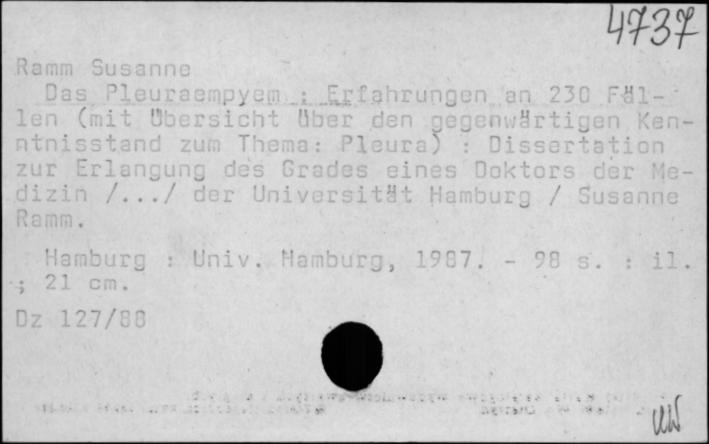 4737
Ramm Susanne
Das Pleuraempyem : Erfahrungen an 230 Fäl-
len (mit Übersicht über den gegenwärtigen Ken-
ntnisstand zum Thema: Pleura) : Dissertation
zur Erlangung des Grades eines Doktors der Me-
dizin /.../ der Universität Hamburg / Susanne
Ramm.
Hamburg : Univ. Hamburg, 1987. - 98 s. : il.
; 21 cm.
Dz 127/88